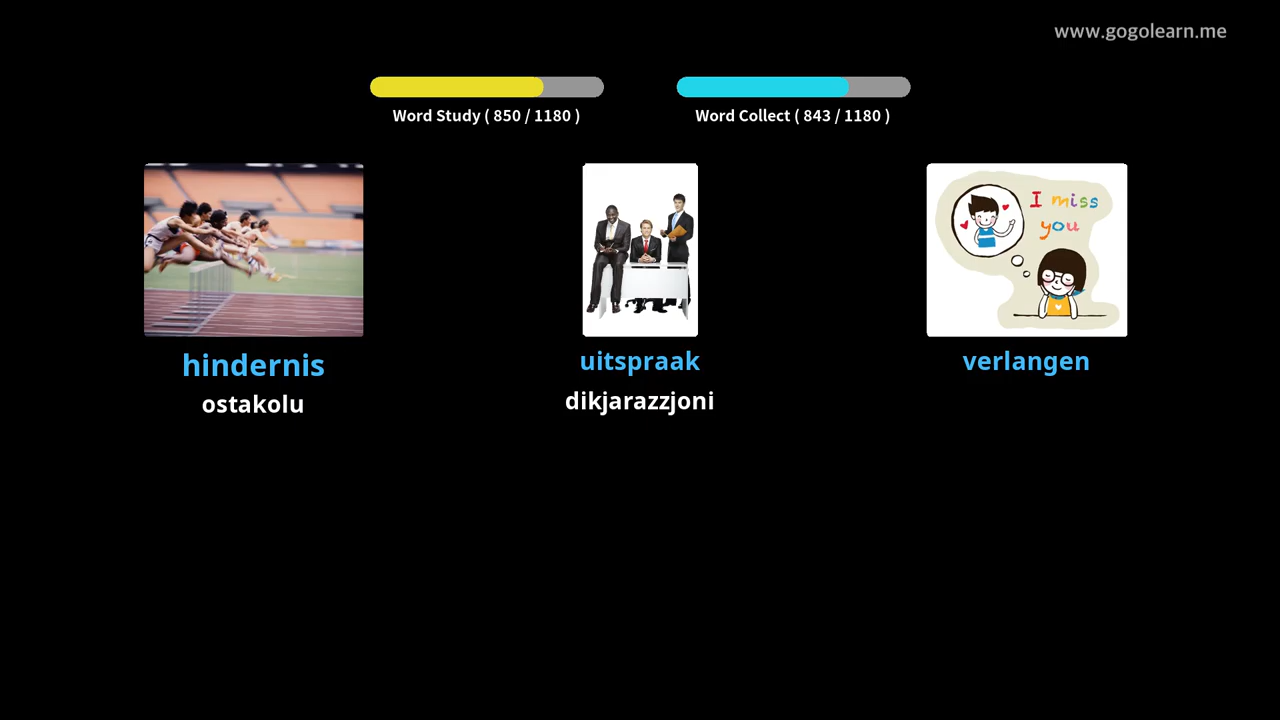 www.gogolearn.me
Word Study ( 850 / 1180 )
Word Collect ( 843 / 1180 )
I miss
you
hindernis
ostakolu
uitspraak
dikjarazzjoni
verlangen